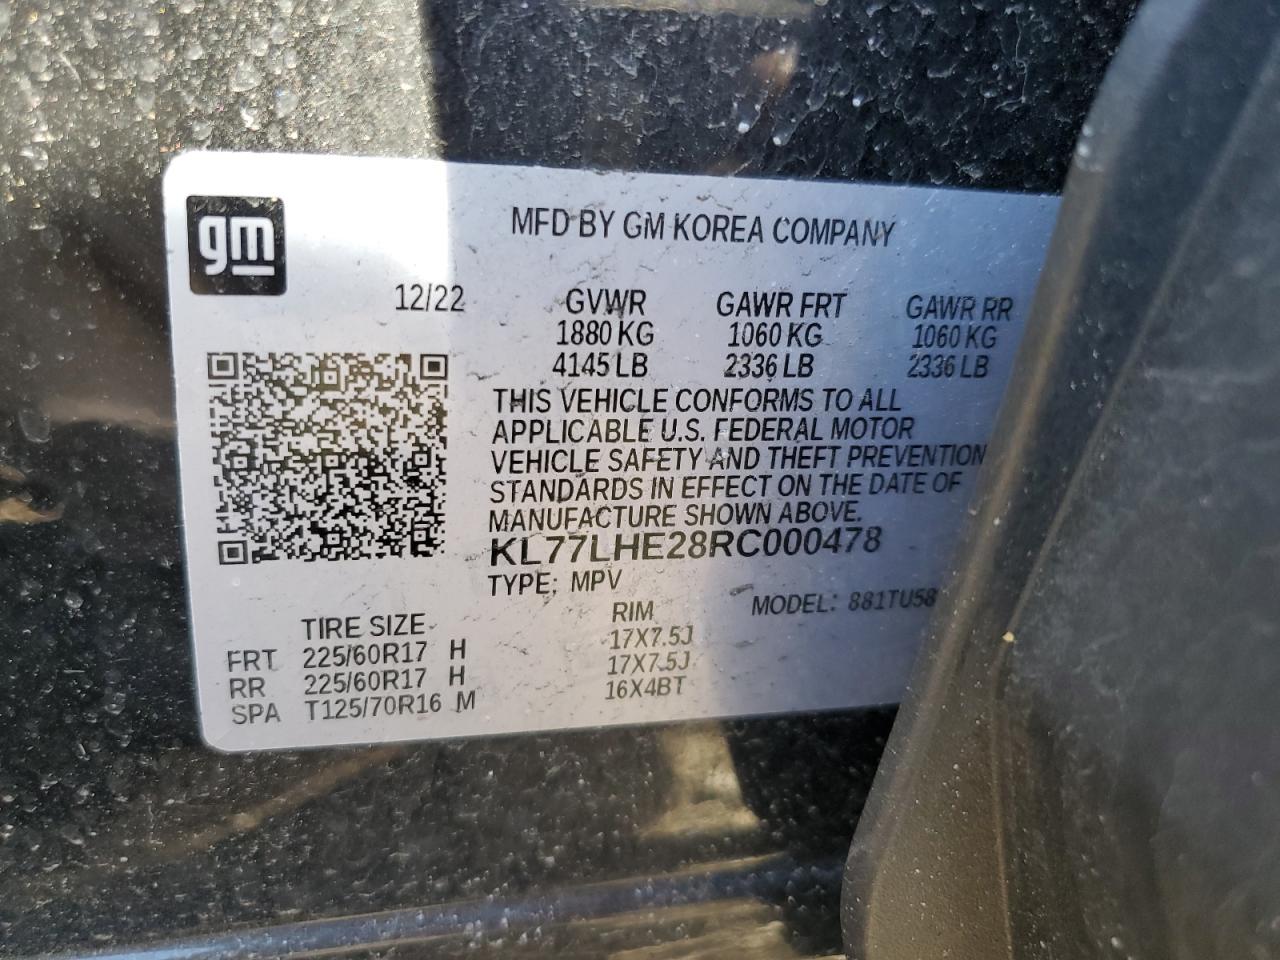 gm
MFD BY GM KOREA COMPANY
12/22 GVWR GAWR FRT GAWR RR
1880 KG 1060 KG 1060 KG
4145 LB 2336 LB 2336 LB
THIS VEHICLE CONFORMS TO ALL
APPLICABLE U.S. FEDERAL MOTOR
VEHICLE SAFETY AND THEFT PREVENTION
STANDARDS IN EFFECT ON THE DATE OF
MANUFACTURE SHOWN ABOVE.
KL77LHE28RC000478
TYPE: MPV
MODEL: 881TU58
TIRE SIZE RIM
FRT 225/60R17 H 17X7.5J
RR 225/60R17 H 17X7.5J
SPA T125/70R16 M 16X4BT